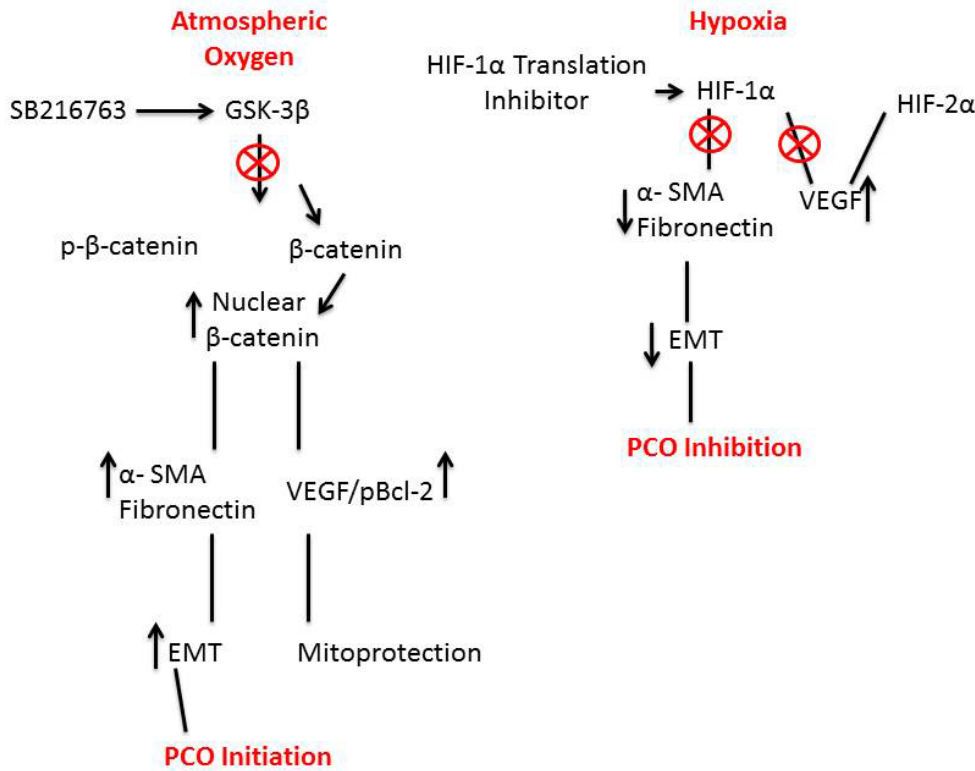 Atmospheric
Oxygen
SB216763
GSK-3β
p-β-catenin
β-catenin
Nuclear
β-catenin
α- SMA
Fibronectin
VEGF/pBcl-2
EMT
Mitoprotection
PCO Initiation
Hypoxia
HIF-1α Translation
Inhibitor
HIF-1α
HIF-2α
α- SMA
Fibronectin
VEGF
EMT
PCO Inhibition